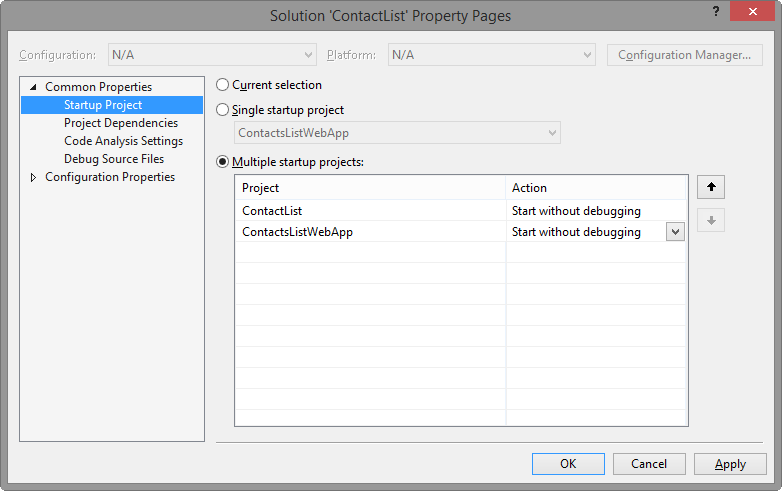 Solution 'ContactList' Property Pages
?
Configuration: N/A Platform: N/A Configuration Manager...
Common Properties
Startup Project
Project Dependencies
Code Analysis Settings
Debug Source Files
Configuration Properties
Current selection
Single startup project
ContactsListWebApp
Multiple startup projects:
Project Action
ContactList Start without debugging
ContactsListWebApp Start without debugging
OK Cancel Apply